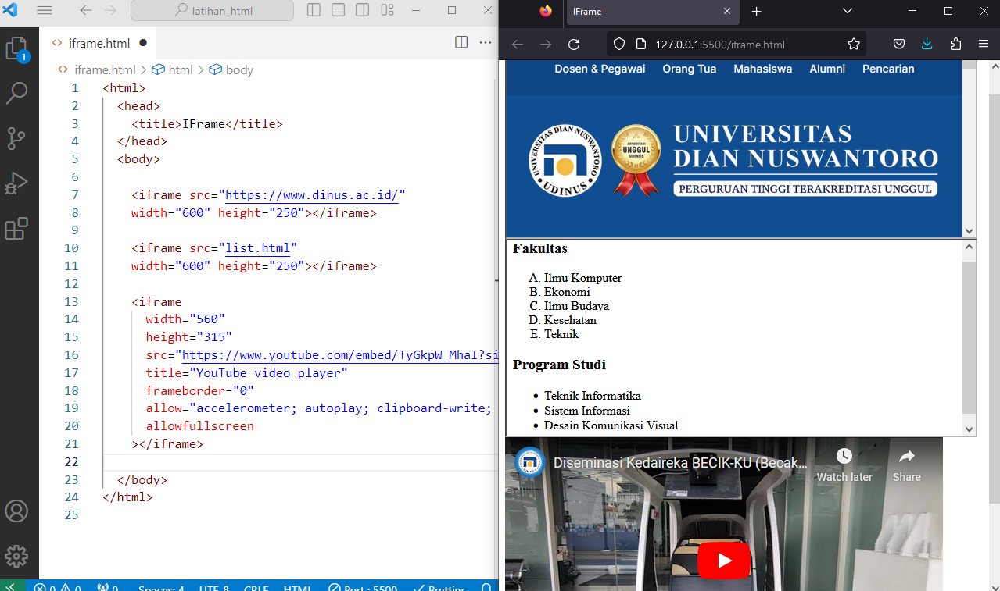 latihan_html
iframe.html
iframe.html > html > body
1
1 <html>
2 <head>
3 <title>IFrame</title>
4 </head>
5 <body>
6
7 <iframe src="https://www.dinus.ac.id/"
8 width="600" height="250"></iframe>
9
10 <iframe src="list.html"
11 width="600" height="250"></iframe>
12
13 <iframe
14 width="560"
15 height="315"
16 src="https://www.youtube.com/embed/TyGkpW_MhaI?si
17 title="YouTube video player"
18 frameborder="0"
19 allow="accelerometer; autoplay; clipboard-write;
20 allowfullscreen
21 ></iframe>
22
23 </body>
24 </html>
25
0 0 0 Spaces: 4 UTF-8 CRLF HTML Port : 5500 Prettier
IFrame
127.0.0.1:5500/iframe.html
Dosen & Pegawai Orang Tua Mahasiswa Alumni Pencarian
UNIVERSITAS DIAN NUSWANTORO
UDINUS
AKREDITASI
UNGGUL
UDINUS
UNIVERSITAS
DIAN NUSWANTORO
PERGURUAN TINGGI TERAKREDITASI UNGGUL
Fakultas
A. Ilmu Komputer
B. Ekonomi
C. Ilmu Budaya
D. Kesehatan
E. Teknik
Program Studi
• Teknik Informatika
• Sistem Informasi
• Desain Komunikasi Visual
Diseminasi Kedaireka BECIK-KU (Becak...
Watch later
Share